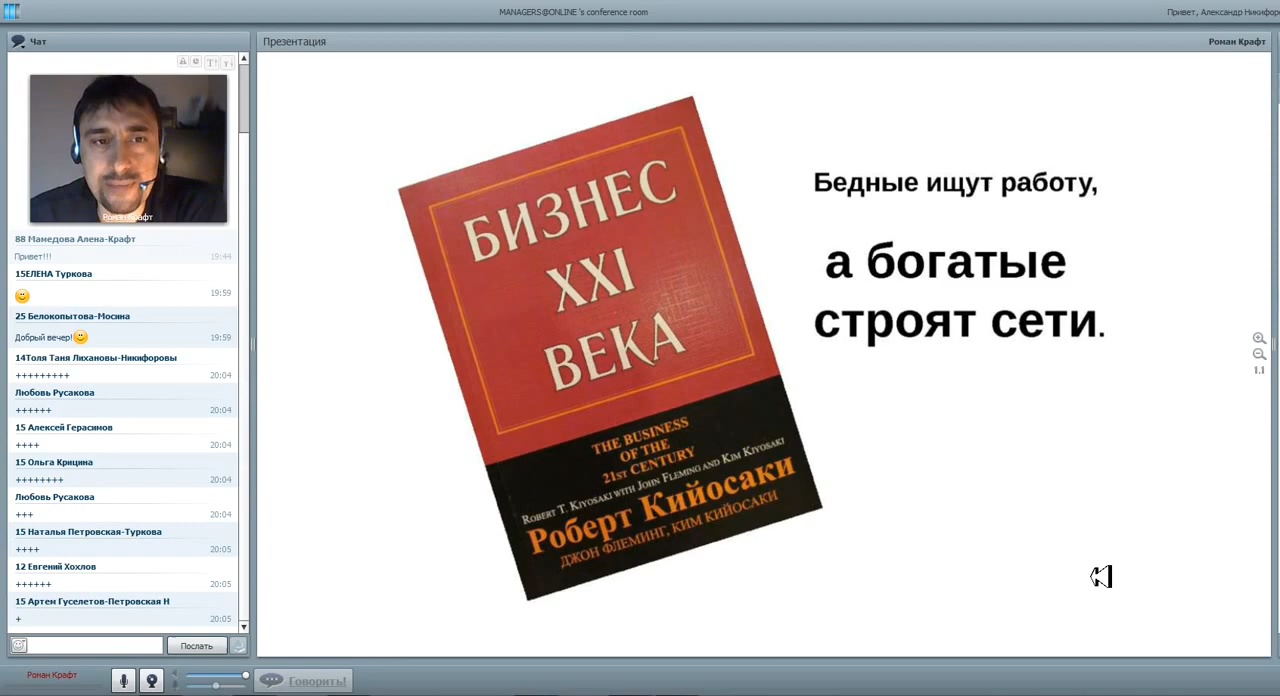 MANAGERS@ONLINE 's conference room
Привет, Александр Никифоро
Чат
Роман Крафт
88 Мамедова Алена-Крафт
Привет!!!
19:44
15ЕЛЕНА Туркова
19:59
25 Белокопытова-Мосина
Добрый вечер!
19:59
14Толя Таня Лихановы-Никифоровы
+++++++++
20:04
Любовь Русакова
++++++
20:04
15 Алексей Герасимов
++++
20:04
15 Ольга Крицина
++++++++
20:04
Любовь Русакова
+++
20:04
15 Наталья Петровская-Туркова
++++
20:05
12 Евгений Хохлов
++++++
20:05
15 Артем Гуселетов-Петровская Н
+
20:05
Послать
Презентация
Роман Крафт
БИЗНЕС
XXI
ВЕКА
THE BUSINESS
OF THE
21ST CENTURY
ROBERT T. KIYOSAKI WITH JOHN FLEMING AND KIM KIYOSAKI
Роберт Кийосаки
ДЖОН ФЛЕМИНГ, КИМ КИЙОСАКИ
Бедные ищут работу,
а богатые
строят сети.
1:1
Роман Крафт
Говорить!